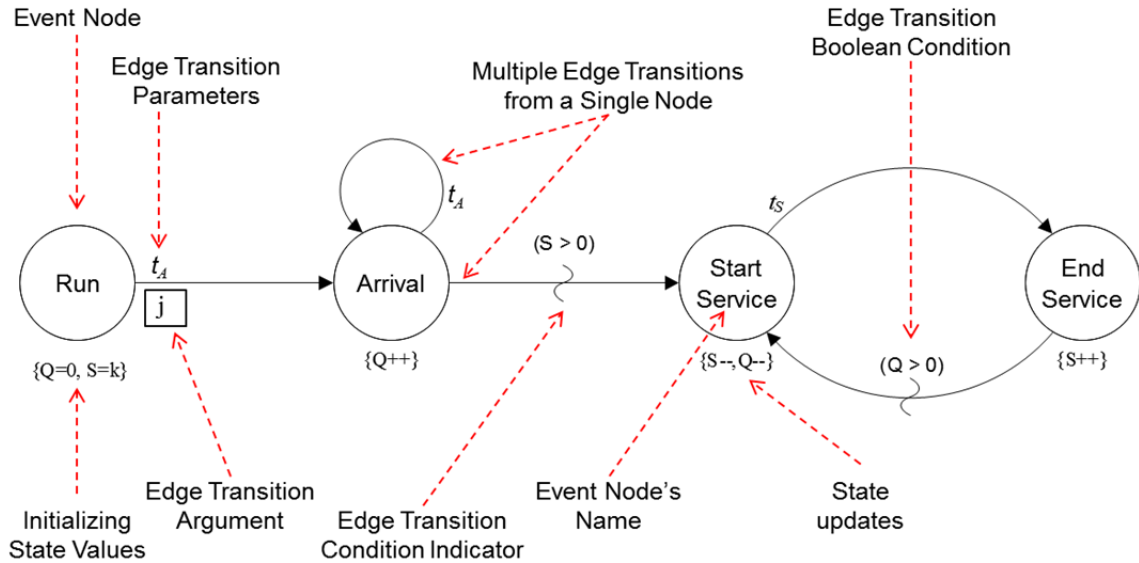 Event Node
Edge Transition
Parameters
Multiple Edge Transitions
from a Single Node
Edge Transition
Boolean Condition
Run
t_A
j
{Q=0, S=k}
t_A
Arrival
{Q++}
(S > 0)
t_S
Start
Service
{S--,Q--}
(Q > 0)
End
Service
{S++}
Initializing
State Values
Edge Transition
Argument
Edge Transition
Condition Indicator
Event Node’s
Name
State
updates